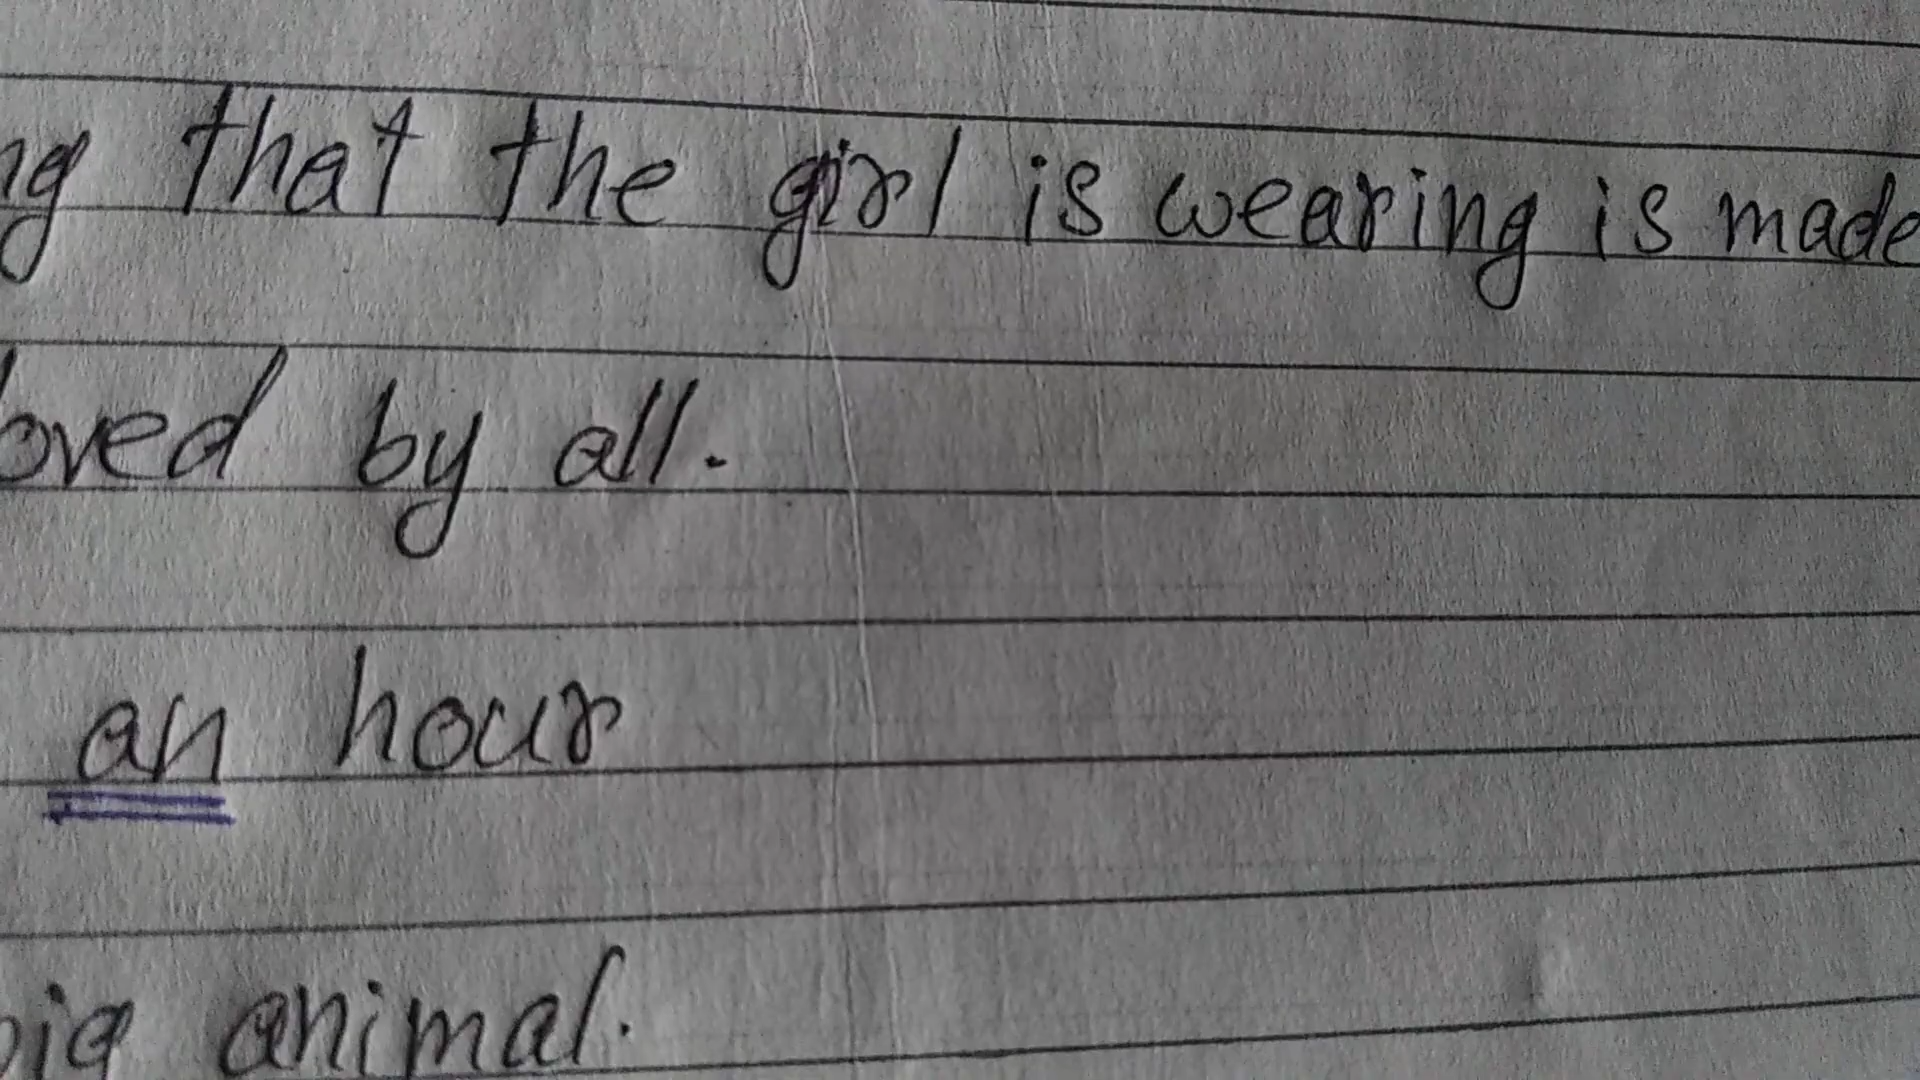 that the girl is wearing is made
by all.
an hour
animal.